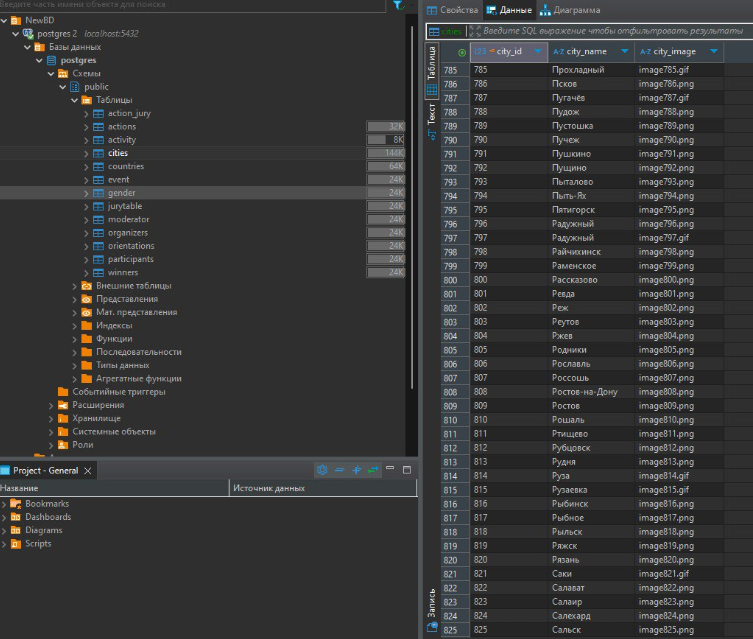 Введите часть имени объекта для поиска
NewBD
postgres 2 localhost:5432
Базы данных
postgres
Схемы
public
Таблицы
action_jury
actions 32K
activity 8K
cities 144K
countries 64K
event 24K
gender 24K
jurytable 24K
moderator 24K
organizers 24K
orientations 24K
participants 24K
winners 24K
Внешние таблицы
Представления
Мат. представления
Индексы
Функции
Последовательности
Типы данных
Агрегатные функции
Событийные триггеры
Расширения
Хранилище
Системные объекты
Роли
Project - General
Название Источник данных
Bookmarks
Dashboards
Diagrams
Scripts
Свойства Данные Диаграмма
cities Введите SQL выражение чтобы отфильтровать результаты
Таблица
Текст
Запись
123 city_id A-Z city_name A-Z city_image
785 785 Прохладный image785.gif
786 786 Псков image786.png
787 787 Пугачёв image787.gif
788 788 Пудож image788.png
789 789 Пустошка image789.png
790 790 Пучеж image790.png
791 791 Пушкино image791.png
792 792 Пущино image792.png
793 793 Пыталово image793.png
794 794 Пыть-Ях image794.png
795 795 Пятигорск image795.png
796 796 Радужный image796.png
797 797 Радужный image797.gif
798 798 Райчихинск image798.png
799 799 Раменское image799.png
800 800 Рассказово image800.png
801 801 Ревда image801.png
802 802 Реж image802.png
803 803 Реутов image803.png
804 804 Ржев image804.png
805 805 Родники image805.png
806 806 Рославль image806.png
807 807 Россошь image807.png
808 808 Ростов-на-Дону image808.png
809 809 Ростов image809.png
810 810 Рошаль image810.png
811 811 Ртищево image811.png
812 812 Рубцовск image812.png
813 813 Рудня image813.png
814 814 Руза image814.gif
815 815 Рузаевка image815.gif
816 816 Рыбинск image816.png
817 817 Рыбное image817.png
818 818 Рыльск image818.png
819 819 Ряжск image819.png
820 820 Рязань image820.png
821 821 Саки image821.gif
822 822 Салават image822.png
823 823 Салаир image823.png
824 824 Салехард image824.png
825 825 Сальск image825.png